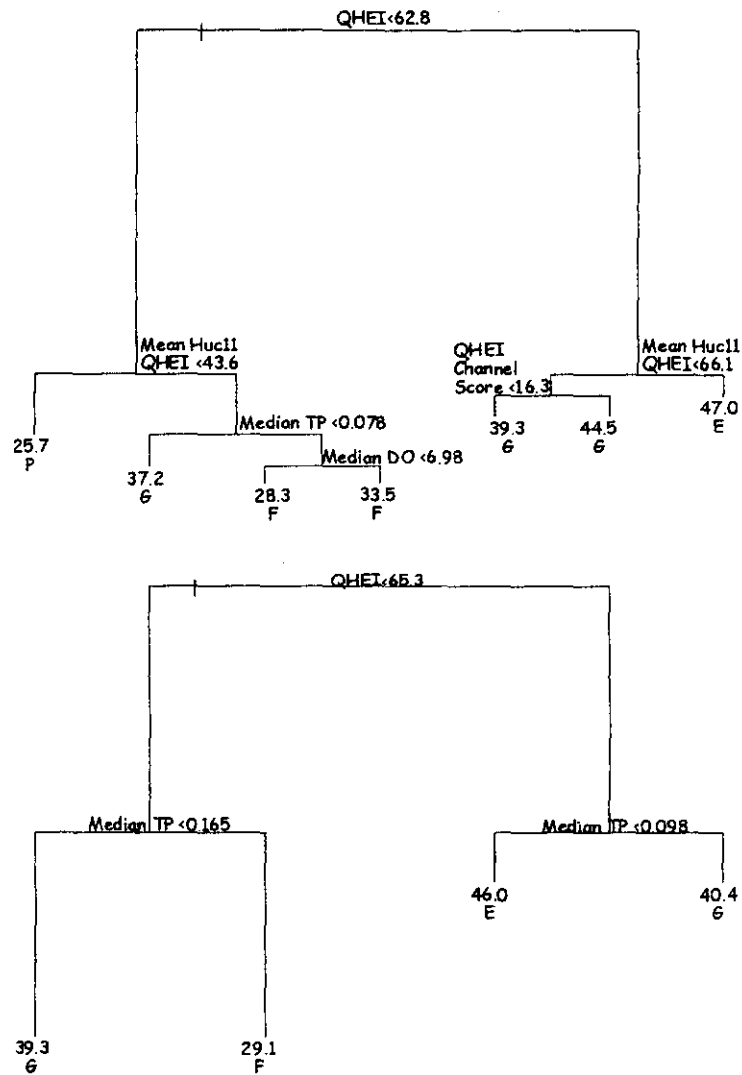 QHEI<62.8
Mean Huc11
QHEI <43.6
QHEI
Channel
Score <16.3
Mean Huc11
QHEI<66.1
25.7
P
Median TP <0.078
37.2
G
Median DO <6.98
28.3
F
33.5
F
39.3
G
44.5
G
47.0
E
QHEI<65.3
Median TP <0.165
Median TP <0.098
46.0
E
40.4
G
39.3
G
29.1
F